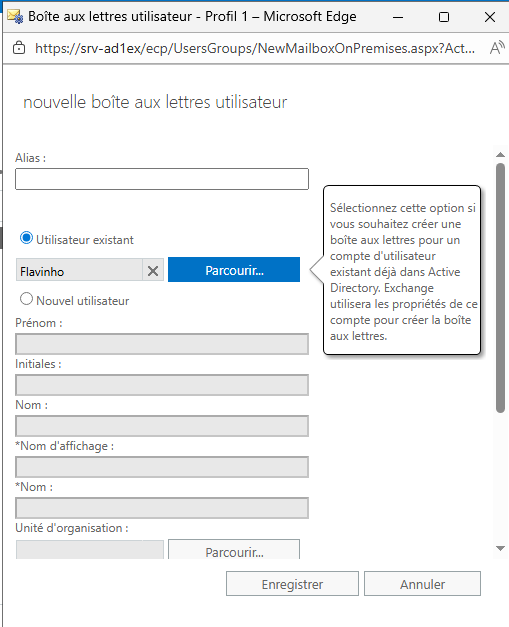 Boîte aux lettres utilisateur - Profil 1 – Microsoft Edge
https://srv-ad1ex/ecp/UsersGroups/NewMailboxOnPremises.aspx?Act...
nouvelle boîte aux lettres utilisateur
Alias :
Utilisateur existant
Flavinho
Parcourir...
Sélectionnez cette option si
vous souhaitez créer une
boîte aux lettres pour un
compte d'utilisateur
existant déjà dans Active
Directory. Exchange
utilisera les propriétés de ce
compte pour créer la boîte
aux lettres.
Nouvel utilisateur
Prénom :
Initiales :
Nom :
*Nom d'affichage :
*Nom :
Unité d'organisation :
Parcourir...
Enregistrer
Annuler